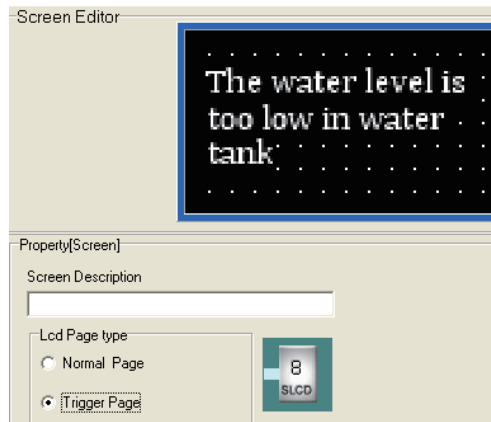 Screen Editor
The water level is
too low in water
tank
Property[Screen]
Screen Description
Lcd Page type
Normal Page
Trigger Page
8
SLCD